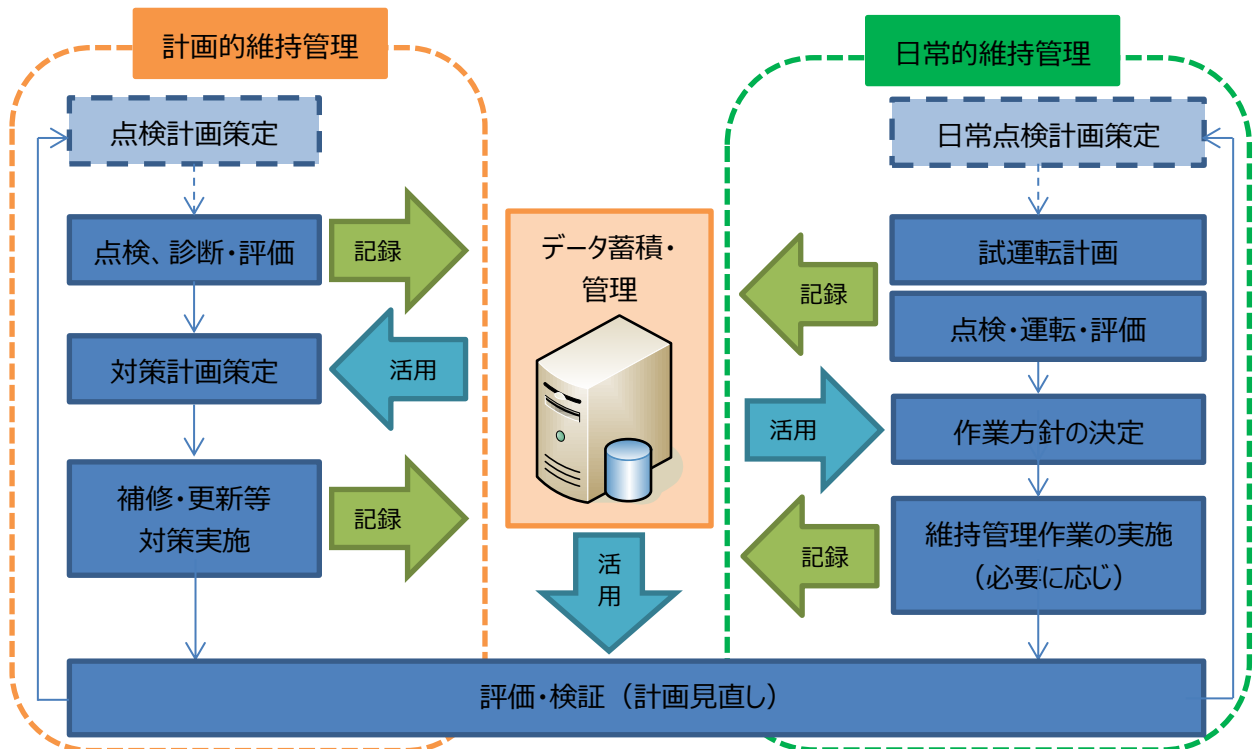 計画的維持管理
点検計画策定
点検、診断・評価
記録
対策計画策定
活用
補修・更新等
対策実施
記録
データ蓄積・
管理
活
用
日常的維持管理
日常点検計画策定
試運転計画
記録
点検・運転・評価
活用
作業方針の決定
記録
維持管理作業の実施
（必要に応じ）
評価・検証（計画見直し）